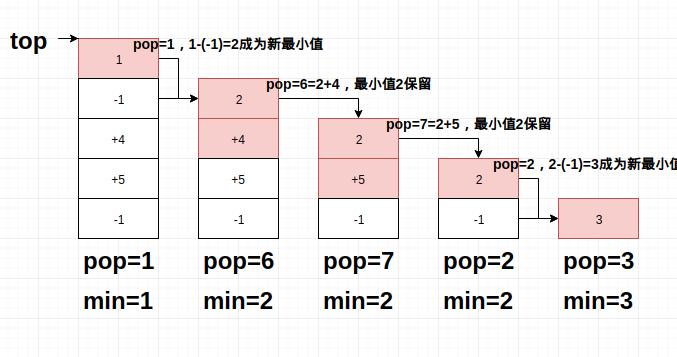 top
pop=1，1-(-1)=2成为新最小值
1
-1
+4
+5
-1
pop=6=2+4，最小值2保留
2
+4
+5
-1
pop=7=2+5，最小值2保留
2
+5
-1
pop=2，2-(-1)=3成为新最小
2
-1
3
pop=1
pop=6
pop=7
pop=2
pop=3
min=1
min=2
min=2
min=2
min=3